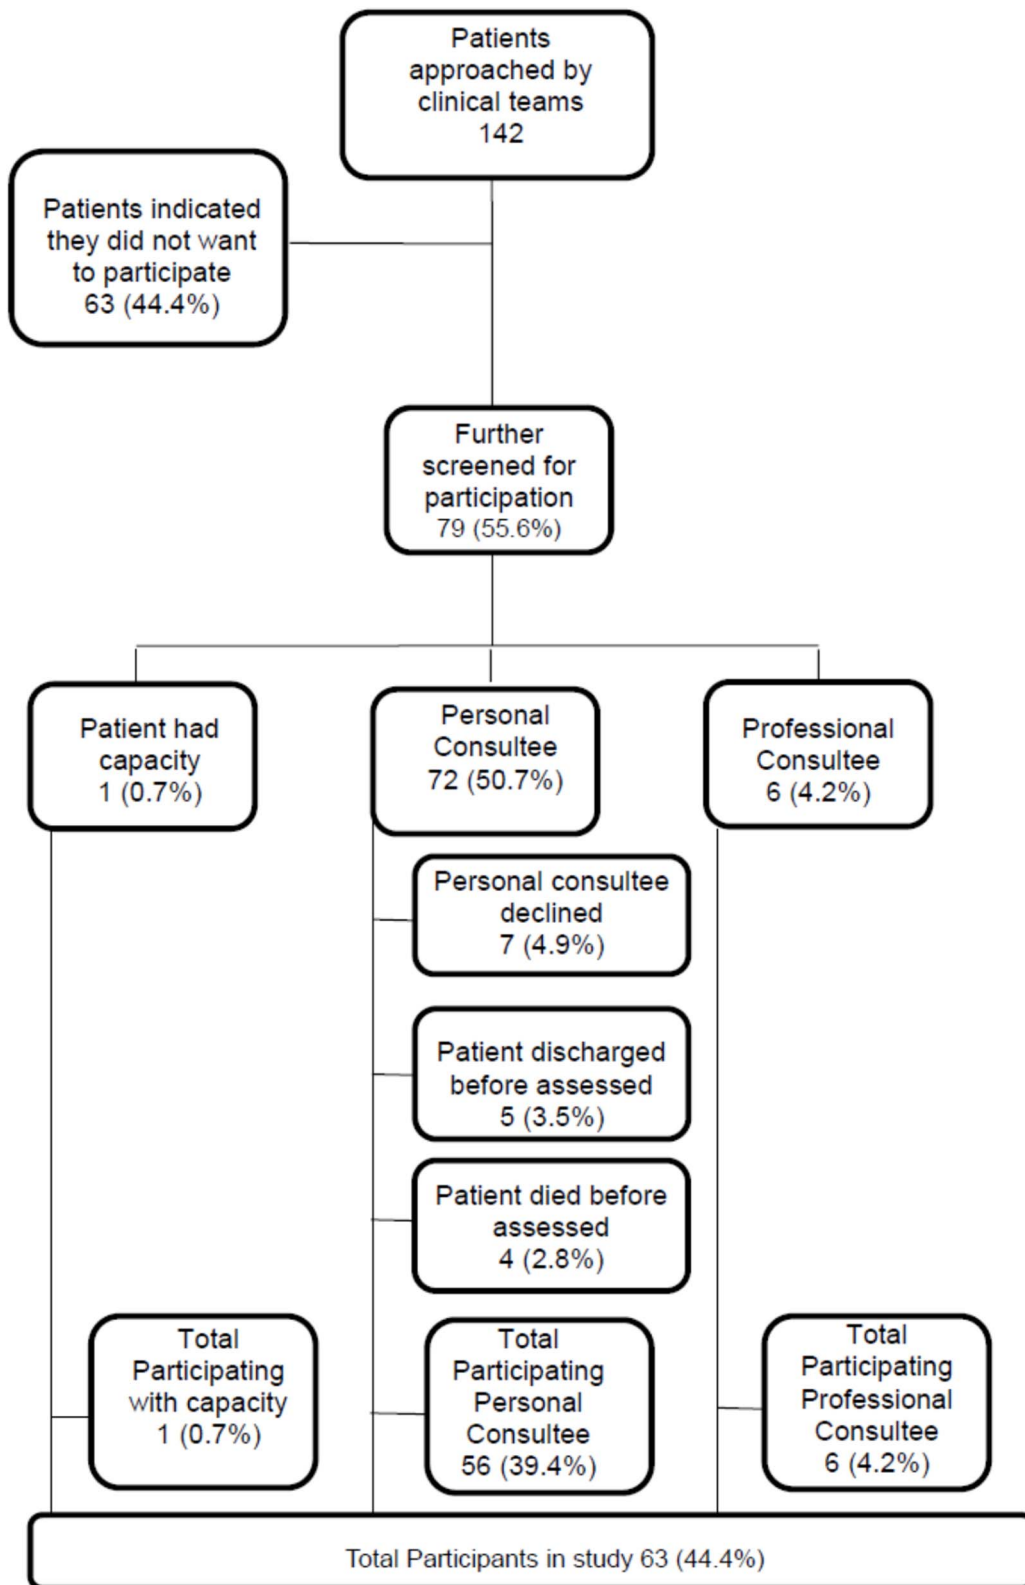 Patients
approached by
clinical teams
142
Patients indicated
they did not want
to participate
63 (44.4%)
Further
screened for
participation
79 (55.6%)
Patient had
capacity
1 (0.7%)
Personal
Consultee
72 (50.7%)
Professional
Consultee
6 (4.2%)
Personal consultee
declined
7 (4.9%)
Patient discharged
before assessed
5 (3.5%)
Patient died before
assessed
4 (2.8%)
Total
Participating
with capacity
1 (0.7%)
Total
Participating
Personal
Consultee
56 (39.4%)
Total
Participating
Professional
Consultee
6 (4.2%)
Total Participants in study 63 (44.4%)